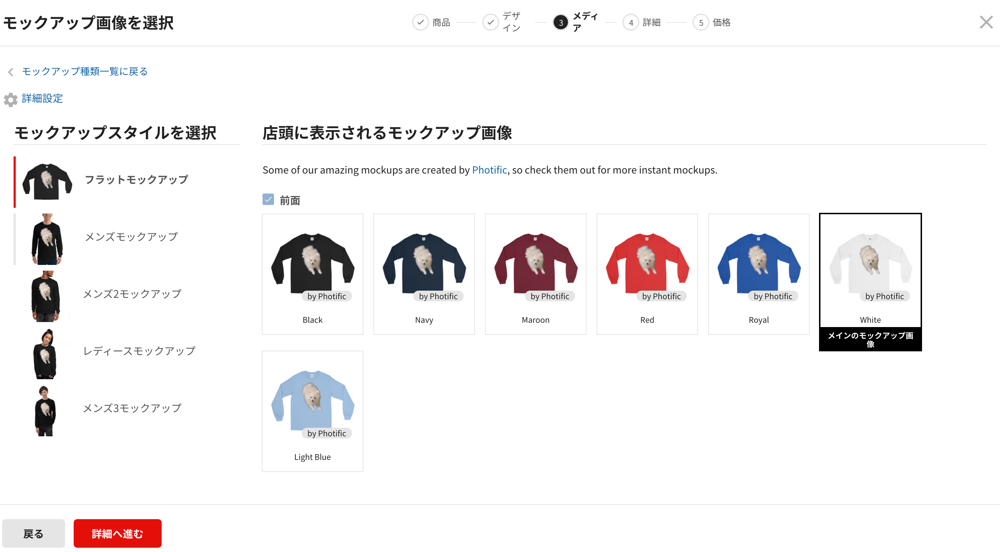 モックアップ画像を選択
商品
デザ
イン
3
メディ
ア
4
詳細
5
価格
モックアップ種類一覧に戻る
詳細設定
モックアップスタイルを選択
フラットモックアップ
メンズモックアップ
メンズ2モックアップ
レディースモックアップ
メンズ3モックアップ
店頭に表示されるモックアップ画像
Some of our amazing mockups are created by Photific, so check them out for more instant mockups.
前面
by Photific
Black
by Photific
Navy
by Photific
Maroon
by Photific
Red
by Photific
Royal
by Photific
White
メインのモックアップ画
像
by Photific
Light Blue
戻る
詳細へ進む